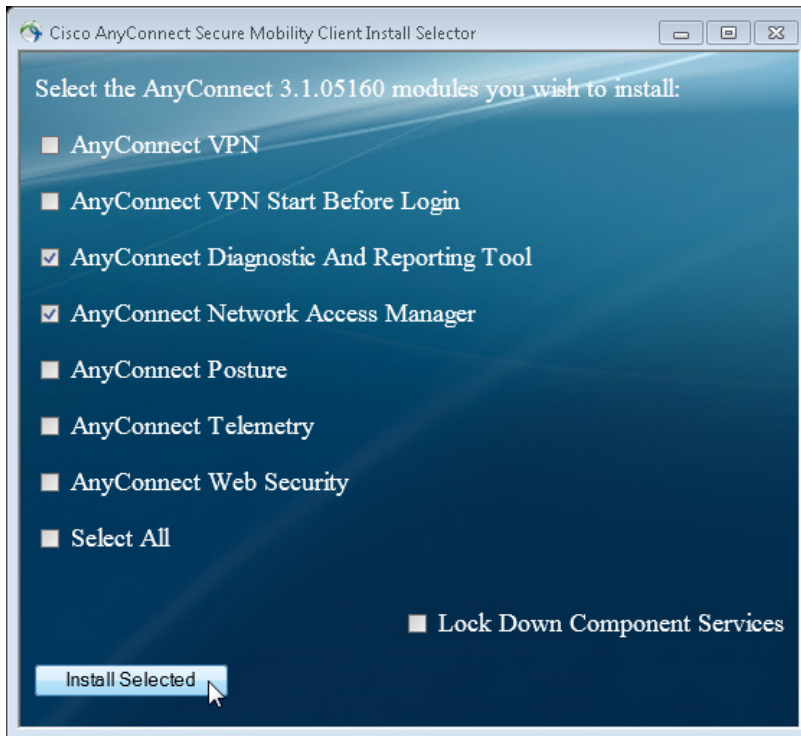 Cisco AnyConnect Secure Mobility Client Install Selector
Select the AnyConnect 3.1.05160 modules you wish to install:
AnyConnect VPN
AnyConnect VPN Start Before Login
AnyConnect Diagnostic And Reporting Tool
AnyConnect Network Access Manager
AnyConnect Posture
AnyConnect Telemetry
AnyConnect Web Security
Select All
Lock Down Component Services
Install Selected